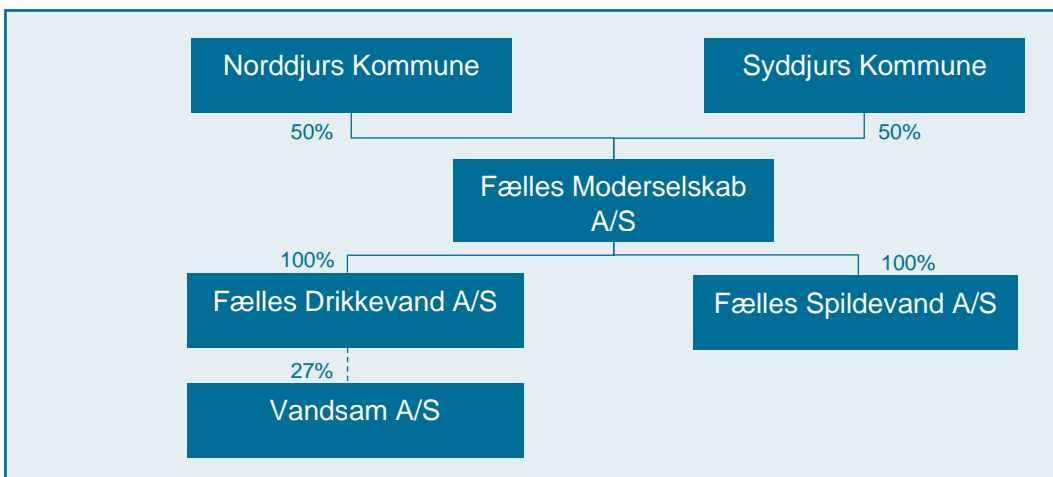 Norddjurs Kommune
Syddjurs Kommune
50%
50%
Fælles Moderselskab
A/S
100%
100%
Fælles Drikkevand A/S
Fælles Spildevand A/S
27%
Vandsam A/S